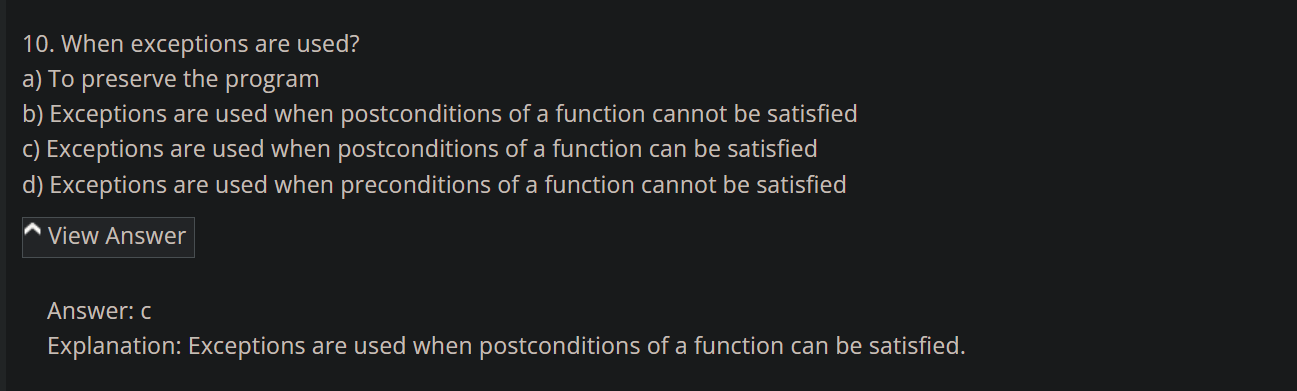 10. When exceptions are used?
a) To preserve the program
b) Exceptions are used when postconditions of a function cannot be satisfied
c) Exceptions are used when postconditions of a function can be satisfied
d) Exceptions are used when preconditions of a function cannot be satisfied
View Answer
Answer: c
Explanation: Exceptions are used when postconditions of a function can be satisfied.